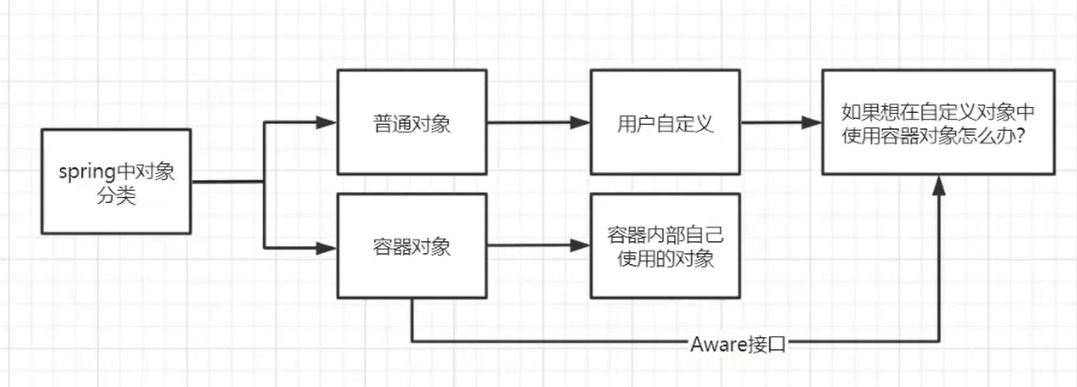 spring中对象
分类
普通对象
用户自定义
如果想在自定义对象中
使用容器对象怎么办?
容器对象
容器内部自己
使用的对象
Aware接口